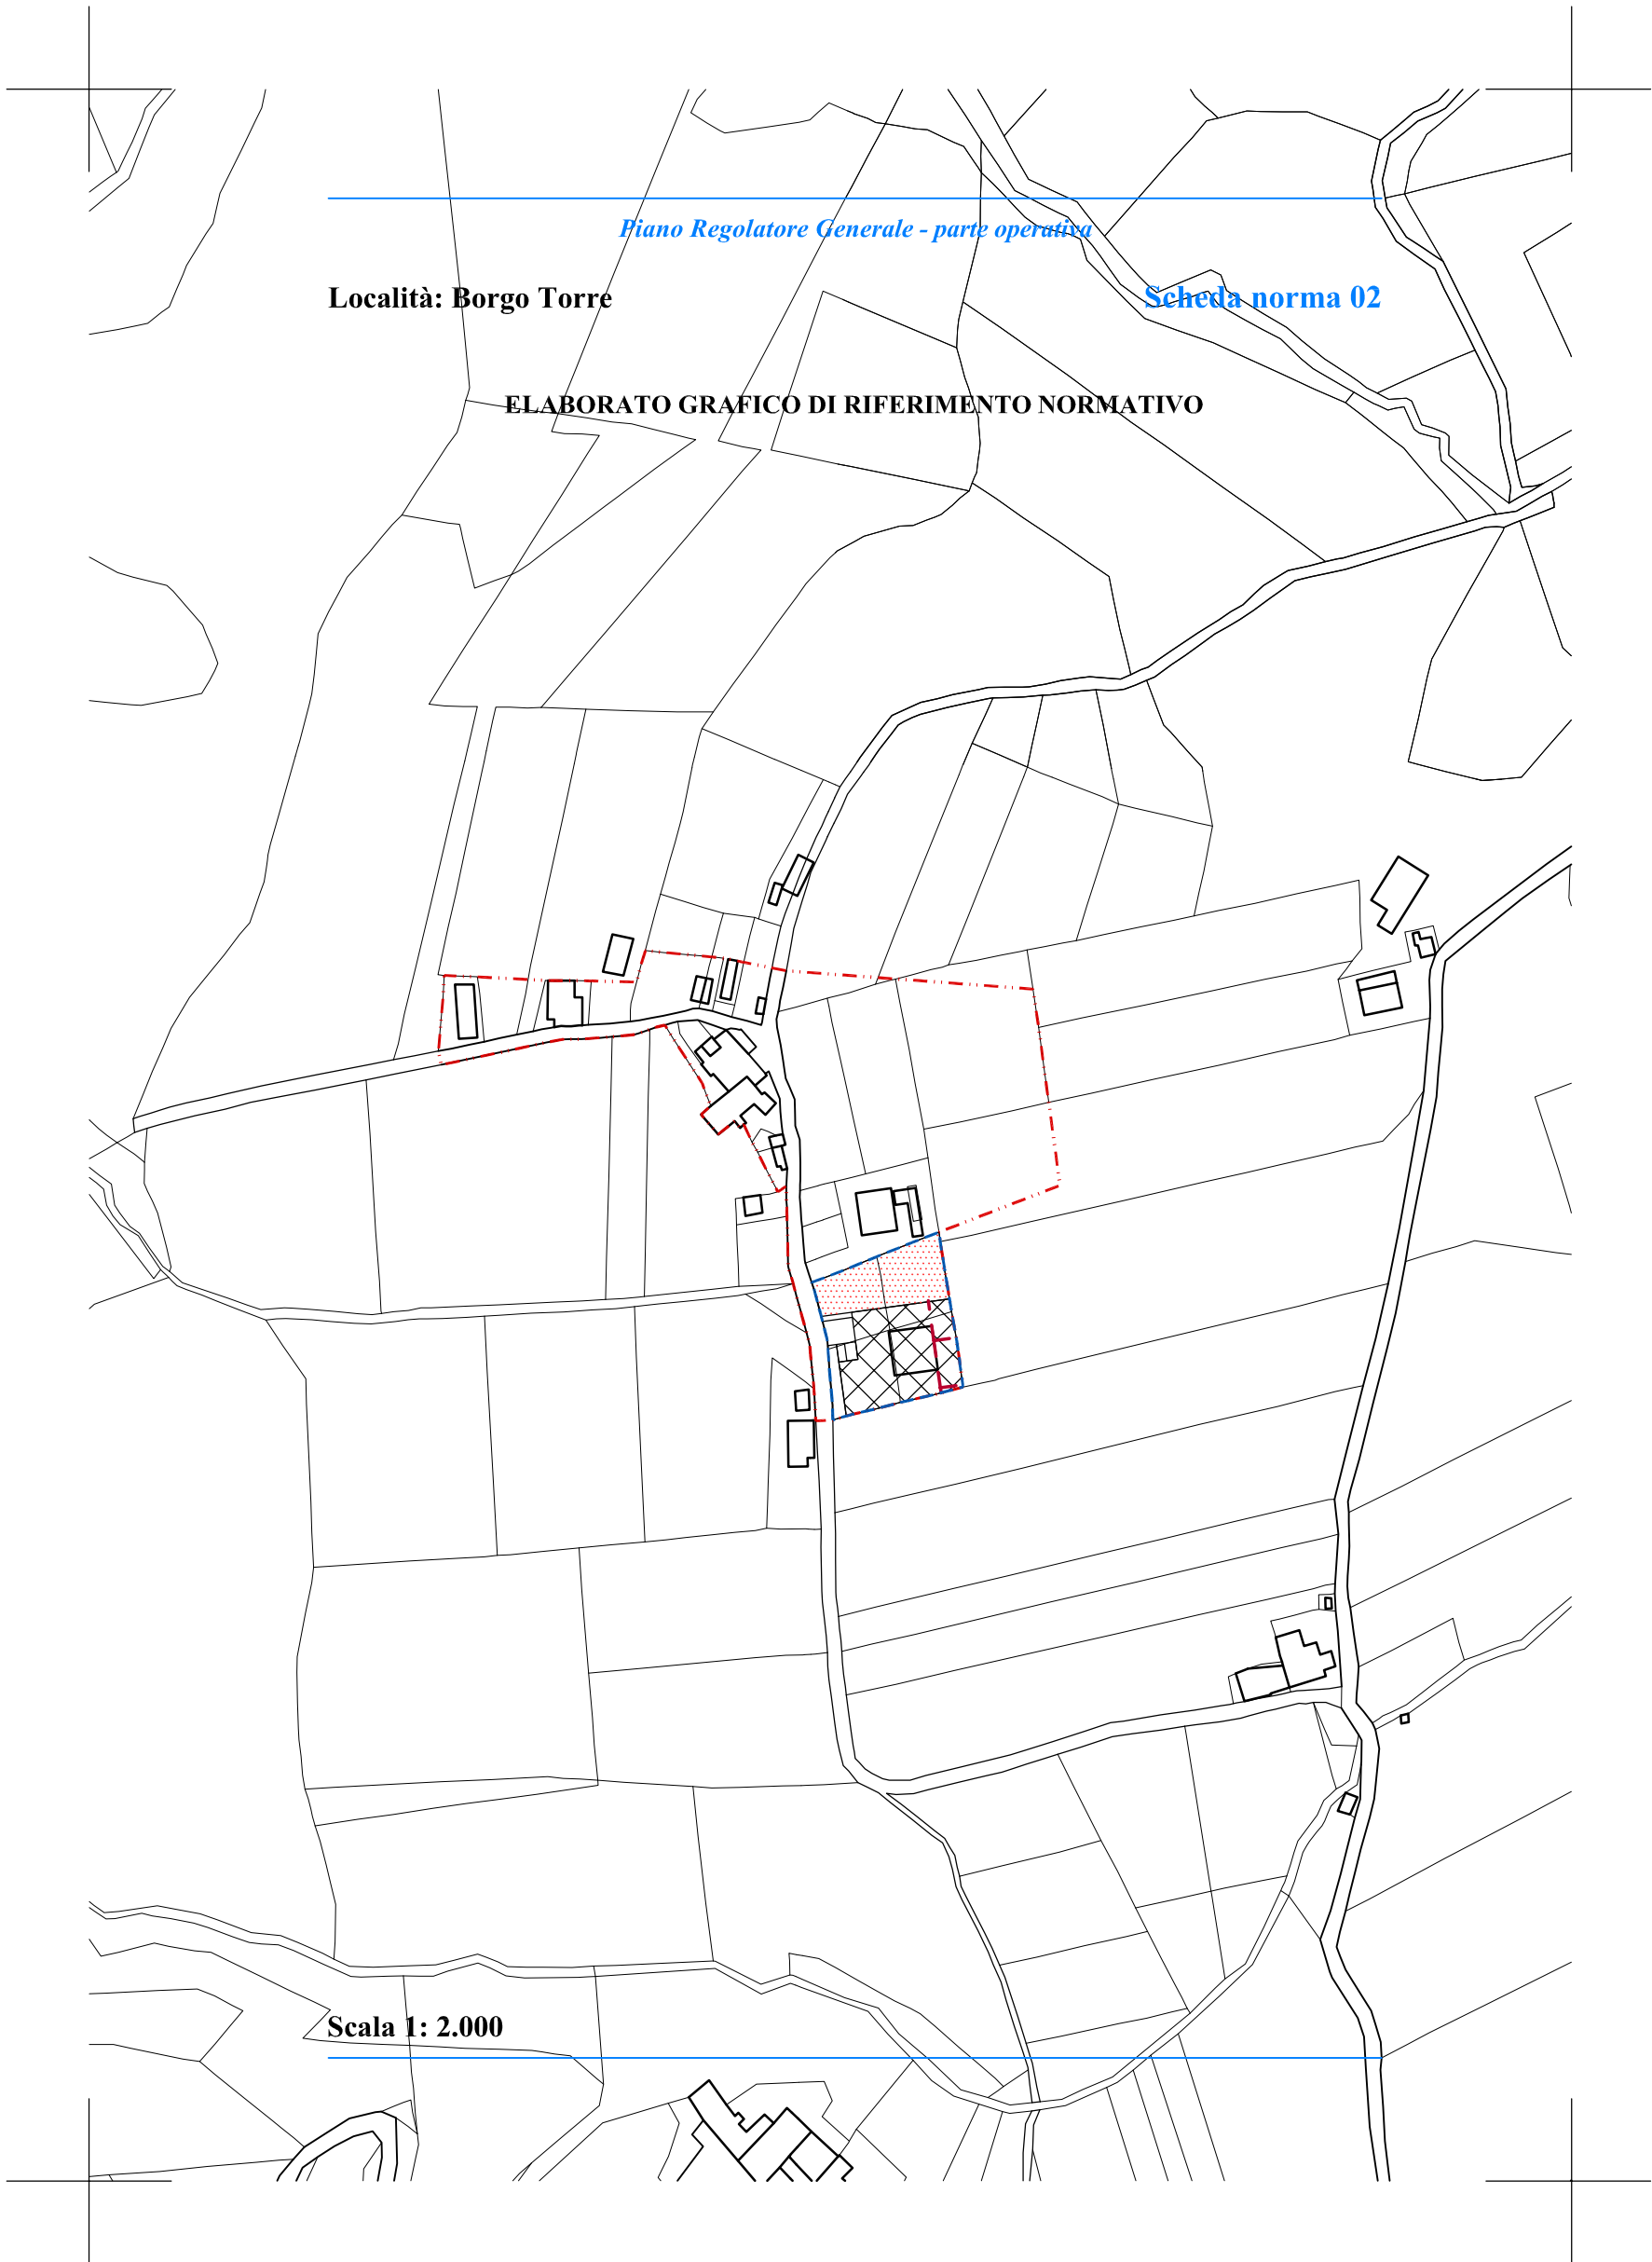 Piano Regolatore Generale - parte operativa
Località: Borgo Torre
Scheda norma 02
ELABORATO GRAFICO DI RIFERIMENTO NORMATIVO
Scala 1: 2.000